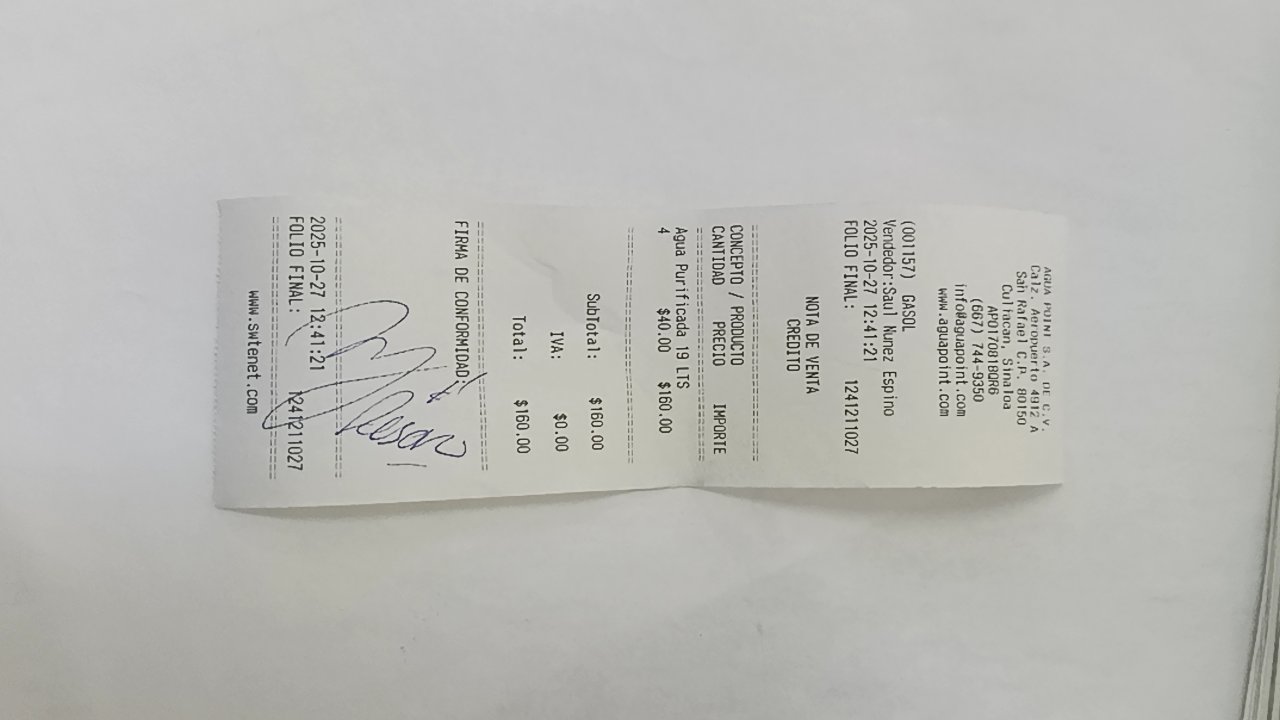 AGUA POINT S.A. DE C.V.
Calz Aeropuerto 4912 A
San Rafael C.P. 80150
Culiacan, Sinaloa
APO170818QR6
(667) 744-9350
info@aguapoint.com
www.aguapoint.com
(001157) GASOL
Vendedor:Saul Nunez Espino
2025-10-27 12:41:21
FOLIO FINAL: 1241211027
NOTA DE VENTA
CREDITO
CONCEPTO / PRODUCTO
CANTIDAD PRECIO IMPORTE
Agua Purificada 19 LTS
4 $40.00 $160.00
SubTotal: $160.00
IVA: $0.00
Total: $160.00
FIRMA DE CONFORMIDAD:
2025-10-27 12:41:21
FOLIO FINAL: 1241211027
www.swtenet.com